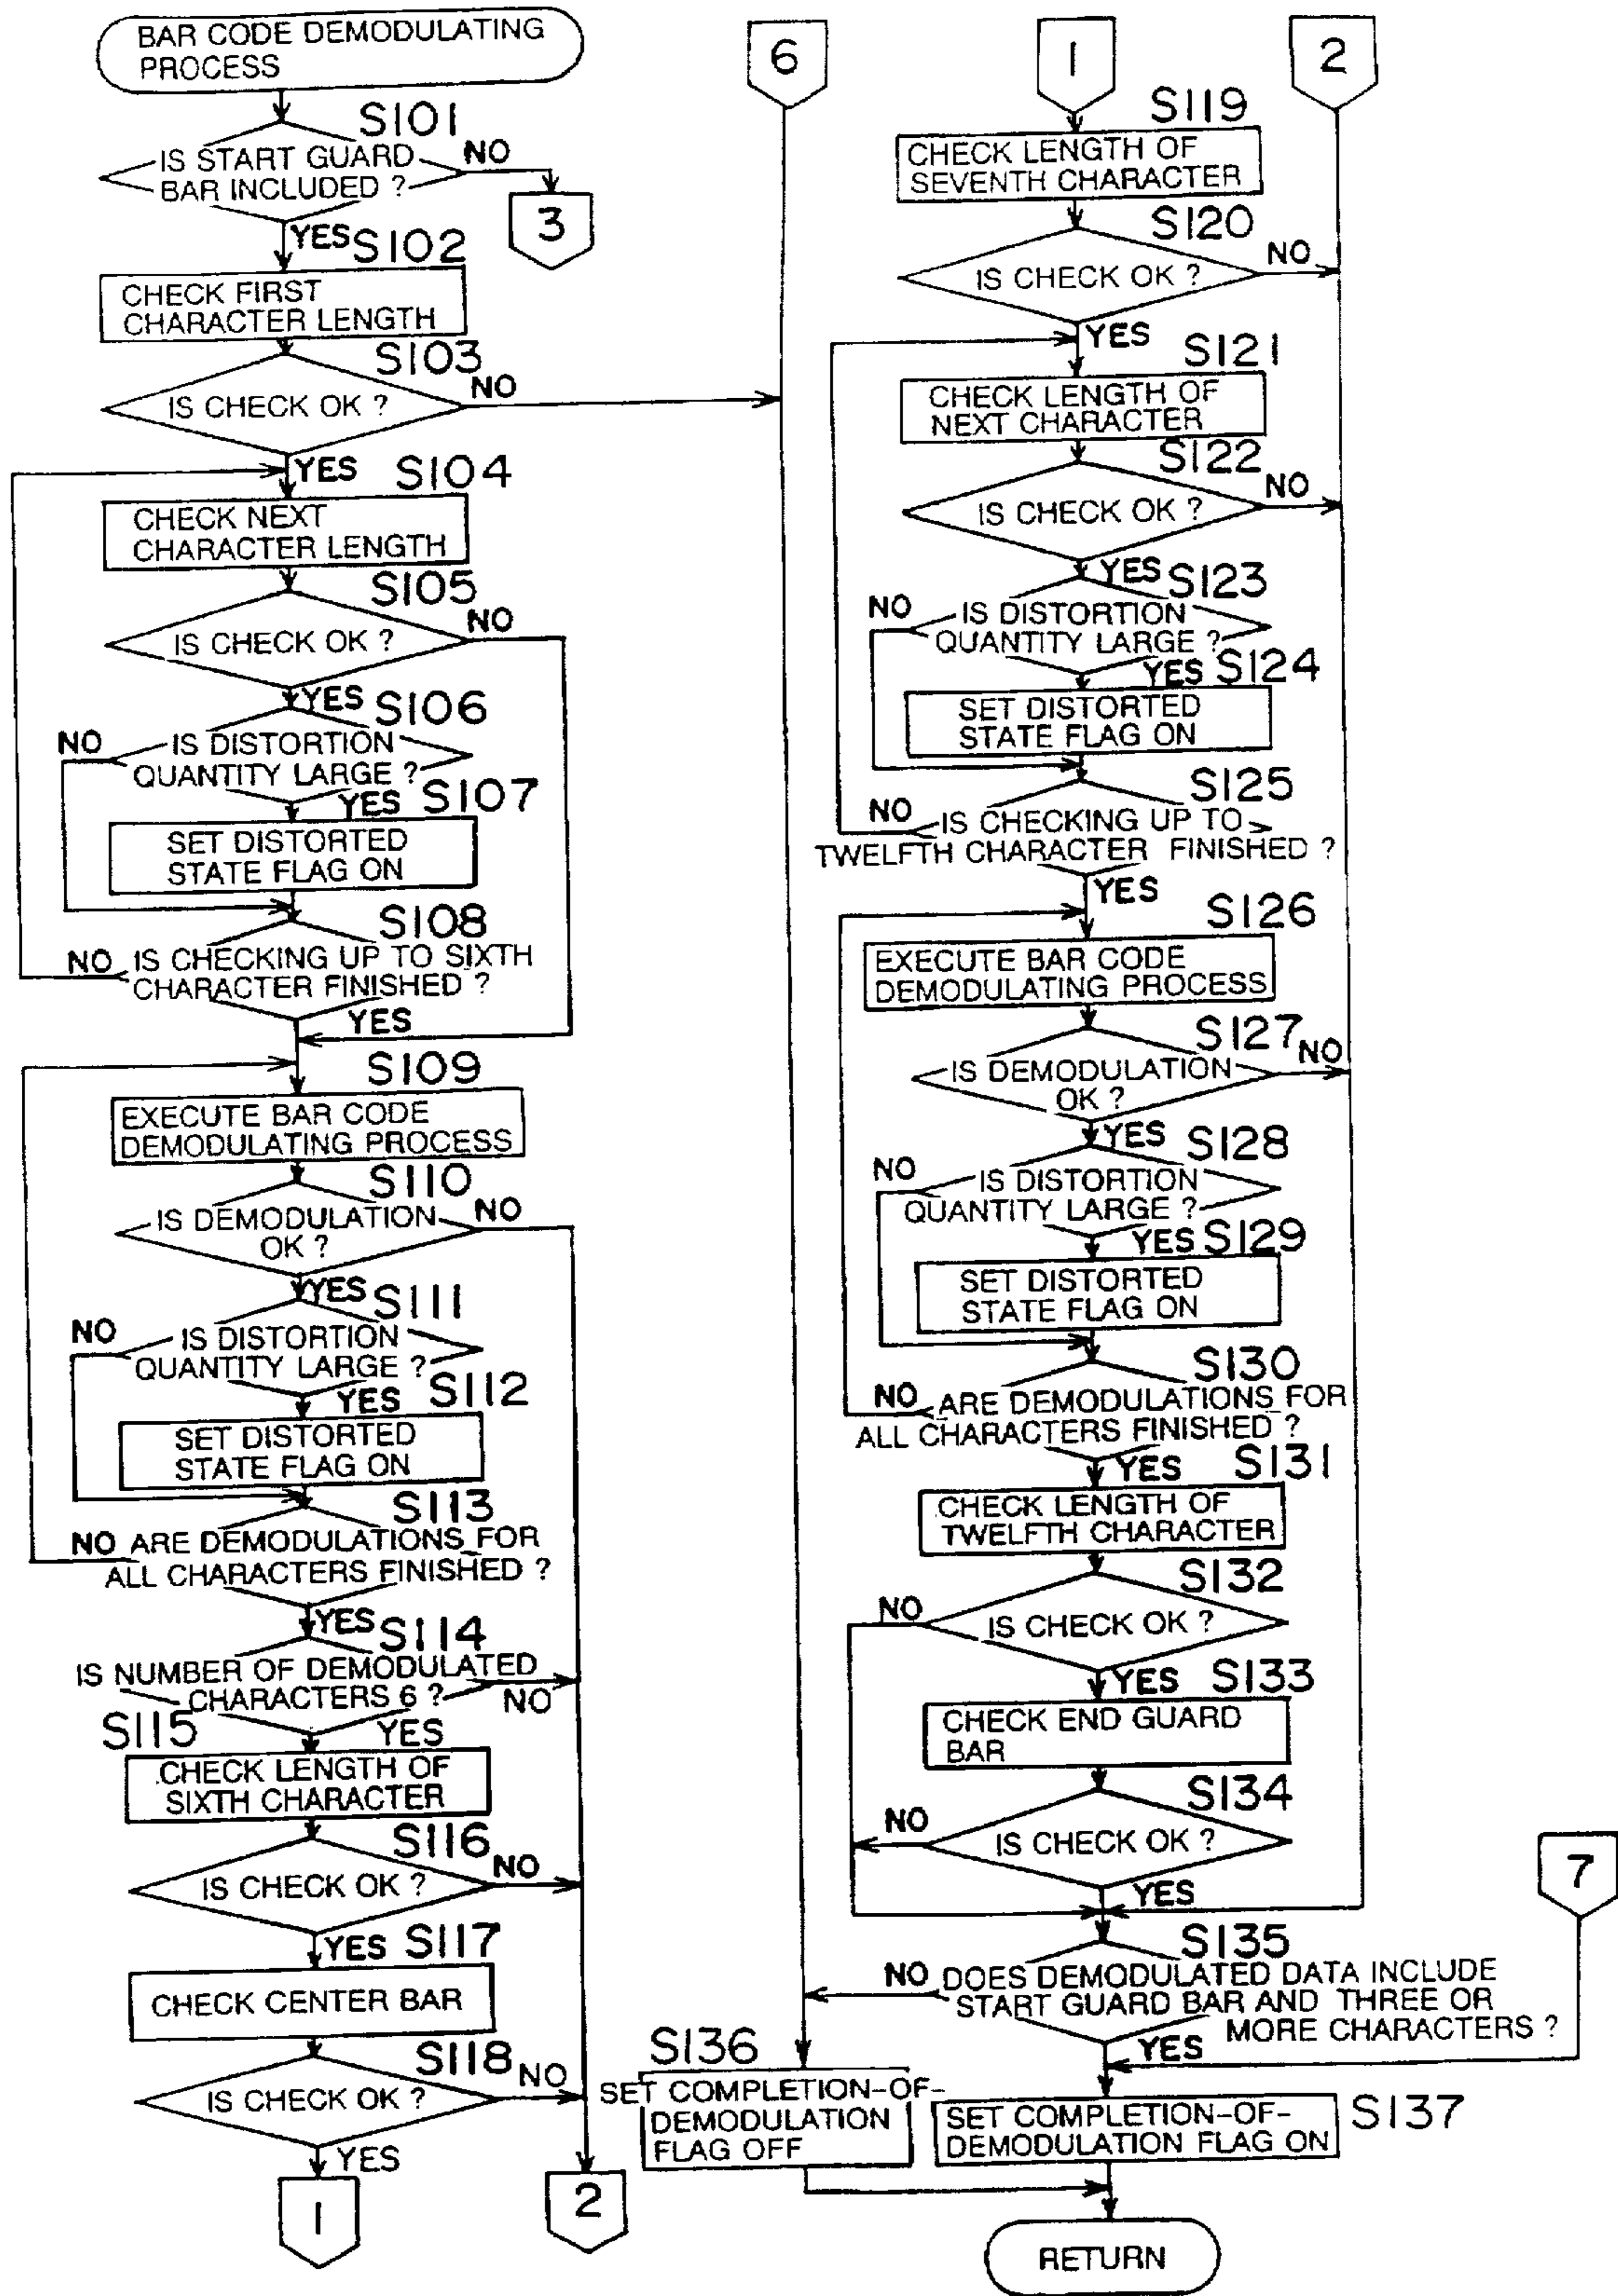 BAR CODE DEMODULATING
PROCESS
S101
IS START GUARD
BAR INCLUDED ?
NO
3
YES
S102
CHECK FIRST
CHARACTER LENGTH
S103
IS CHECK OK ?
NO
YES
S104
CHECK NEXT
CHARACTER LENGTH
S105
IS CHECK OK ?
NO
YES
S106
IS DISTORTION
QUANTITY LARGE ?
NO
YES
S107
SET DISTORTED
STATE FLAG ON
S108
IS CHECKING UP TO SIXTH
CHARACTER FINISHED ?
NO
YES
S109
EXECUTE BAR CODE
DEMODULATING PROCESS
S110
IS DEMODULATION
OK ?
NO
YES
S111
IS DISTORTION
QUANTITY LARGE ?
NO
YES
S112
SET DISTORTED
STATE FLAG ON
S113
NO
ARE DEMODULATIONS FOR
ALL CHARACTERS FINISHED ?
YES
S114
IS NUMBER OF DEMODULATED
CHARACTERS 6 ?
NO
S115
YES
CHECK LENGTH OF
SIXTH CHARACTER
S116
IS CHECK OK ?
NO
YES
S117
CHECK CENTER BAR
S118
IS CHECK OK ?
NO
YES
1
2
6
1
2
S119
CHECK LENGTH OF
SEVENTH CHARACTER
S120
IS CHECK OK ?
NO
YES
S121
CHECK LENGTH OF
NEXT CHARACTER
S122
IS CHECK OK ?
NO
YES
S123
IS DISTORTION
QUANTITY LARGE ?
NO
YES
S124
SET DISTORTED
STATE FLAG ON
S125
NO
IS CHECKING UP TO
TWELFTH CHARACTER FINISHED ?
YES
S126
EXECUTE BAR CODE
DEMODULATING PROCESS
S127
IS DEMODULATION
OK ?
NO
YES
S128
IS DISTORTION
QUANTITY LARGE ?
NO
YES
S129
SET DISTORTED
STATE FLAG ON
S130
NO
ARE DEMODULATIONS FOR
ALL CHARACTERS FINISHED ?
YES
S131
CHECK LENGTH OF
TWELFTH CHARACTER
S132
IS CHECK OK ?
NO
YES
S133
CHECK END GUARD
BAR
S134
IS CHECK OK ?
NO
YES
7
S135
NO
DOES DEMODULATED DATA INCLUDE
START GUARD BAR AND THREE OR
MORE CHARACTERS ?
YES
S136
SET COMPLETION-OF-
DEMODULATION
FLAG OFF
SET COMPLETION-OF-
DEMODULATION FLAG ON
S137
RETURN